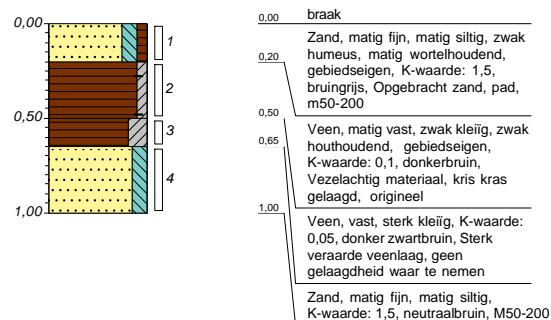 0,00
1
2
0,50
3
4
1,00
0,00 braak
Zand, matig fijn, matig siltig, zwak
humeus, matig wortelhoudend,
gebiedseigen, K-waarde: 1,5,
bruingrijs, Opgebracht zand, pad,
m50-200
0,20
Veen, matig vast, zwak kleiïg, zwak
houthoudend, gebiedseigen,
K-waarde: 0,1, donkerbruin,
Vezelachtig materiaal, kris kras
gelaagd, origineel
0,50
Veen, vast, sterk kleiïg, K-waarde:
0,05, donker zwartbruin, Sterk
veraarde veenlaag, geen
gelaagdheid waar te nemen
0,65
Zand, matig fijn, matig siltig,
K-waarde: 1,5, neutraalbruin, M50-200
1,00